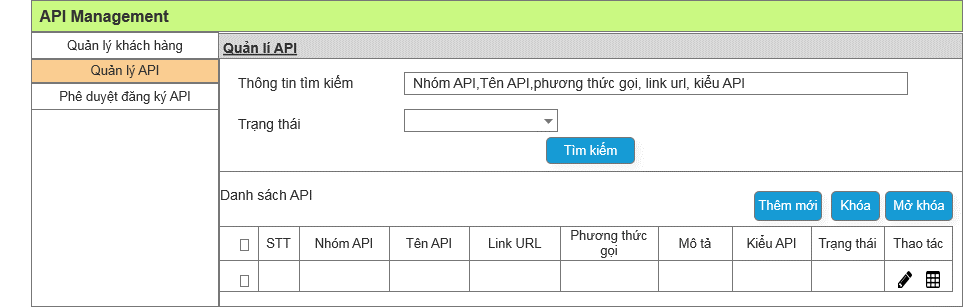 API Management
Quản lý khách hàng
Quản lý API
Phê duyệt đăng ký API
Quản lí API
Thông tin tìm kiếm
Nhóm API,Tên API,phương thức gọi, link url, kiểu API
Trạng thái
Tìm kiếm
Danh sách API
Thêm mới
Khóa
Mở khóa
STT
Nhóm API
Tên API
Link URL
Phương thức
gọi
Mô tả
Kiểu API
Trạng thái
Thao tác